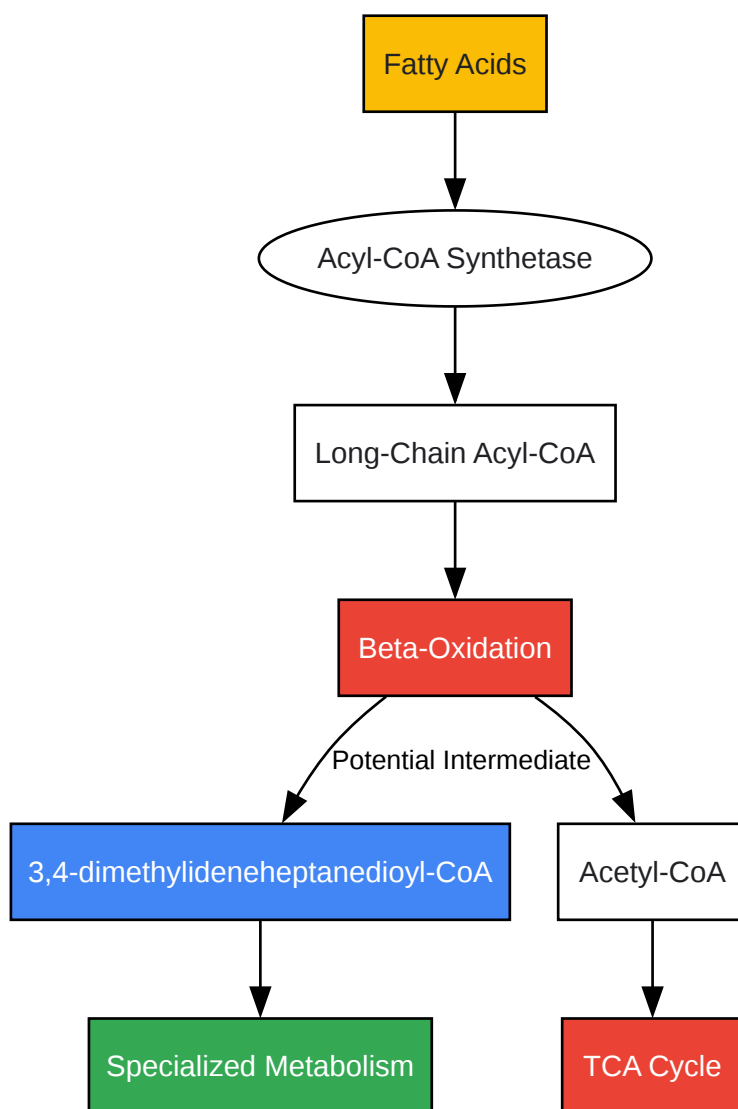 Fatty Acids
Acyl-CoA Synthetase
Long-Chain Acyl-CoA
Beta-Oxidation
Potential Intermediate
3,4-dimethylideneheptanedioyl-CoA
Acetyl-CoA
Specialized Metabolism
TCA Cycle